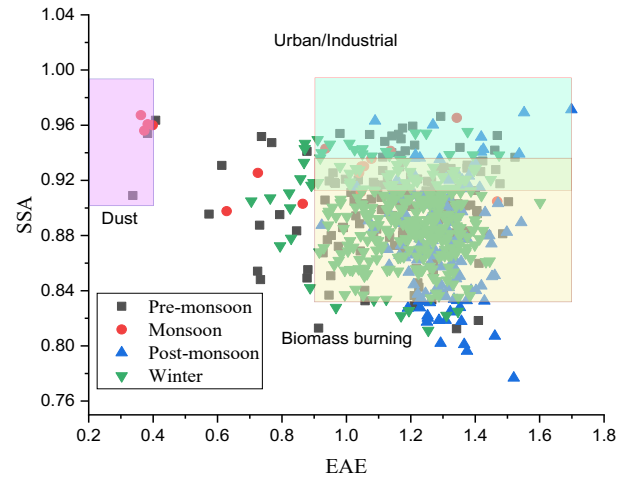 1.04
Urban/Industrial
1.00
0.96
0.92
0.88
0.84
0.80
0.76
SSA
Dust
Biomass burning
Pre-monsoon
Monsoon
Post-monsoon
Winter
0.2 0.4 0.6 0.8 1.0 1.2 1.4 1.6 1.8
EAE